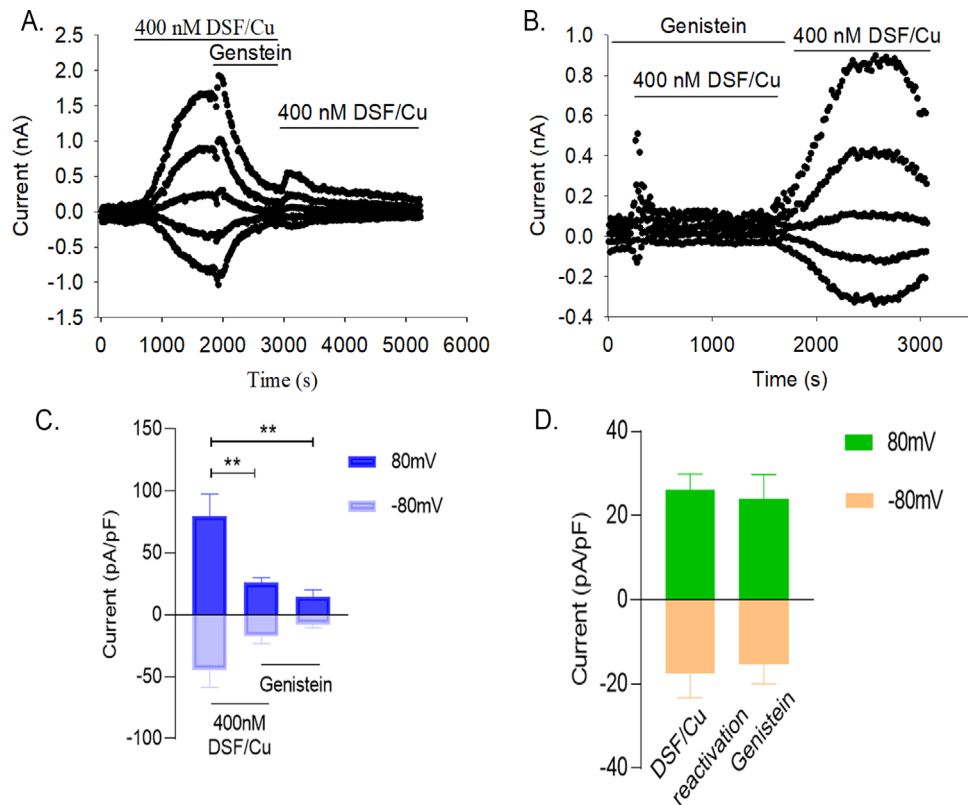 A.
400 nM DSF/Cu
Genstein
400 nM DSF/Cu
2.5
2.0
1.5
1.0
0.5
0.0
-0.5
-1.0
-1.5
Current (nA)
0 1000 2000 3000 4000 5000 6000
Time (s)
B.
Genistein
400 nM DSF/Cu
400 nM DSF/Cu
1.0
0.8
0.6
0.4
0.2
0.0
-0.2
-0.4
Current (nA)
0 1000 2000 3000
Time (s)
C.
150
100
50
0
-50
-100
Current (pA/pF)
**
**
80mV
-80mV
Genistein
400nM
DSF/Cu
D.
40
20
0
-20
-40
Current (pA/pF)
80mV
-80mV
DSF/Cu
reactivation
Genistein